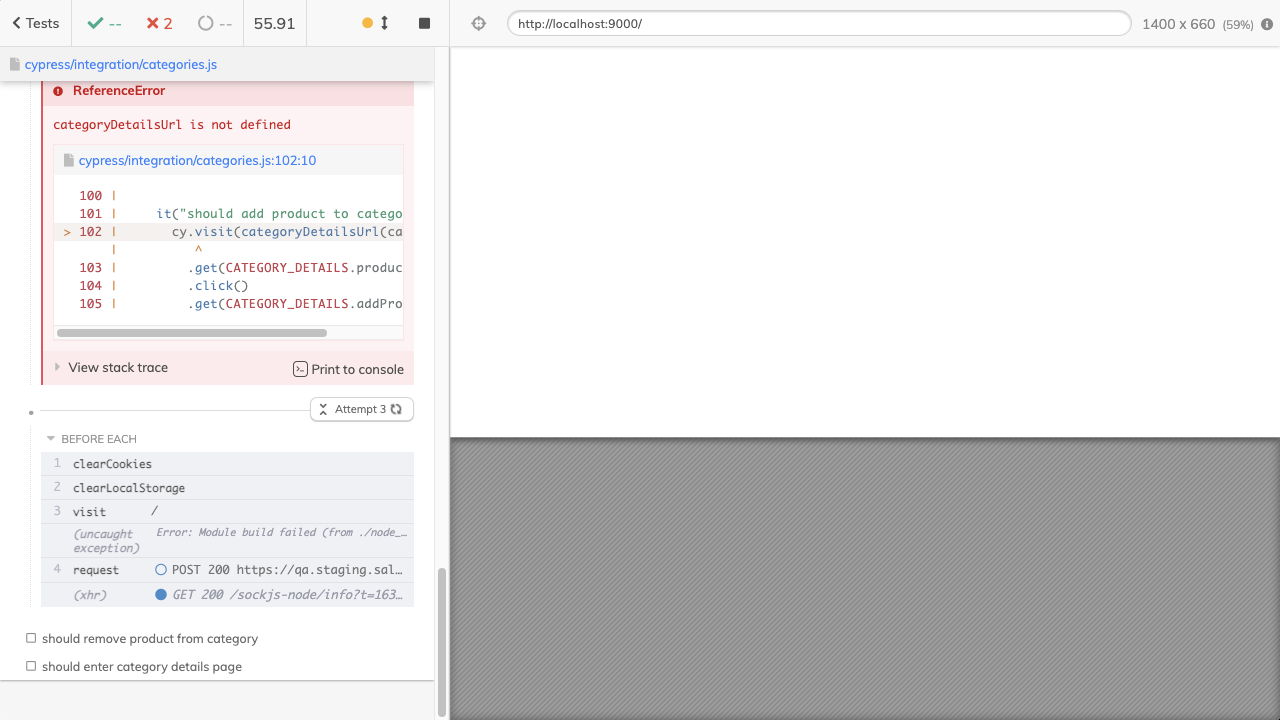 Tests -- 2 -- 55.91 http://localhost:9000/ 1400 x 660 (59%)
cypress/integration/categories.js
ReferenceError
categoryDetailsUrl is not defined
cypress/integration/categories.js:102:10
100 |
101 | it("should add product to catego
> 102 | cy.visit(categoryDetailsUrl(ca
| ^
103 | .get(CATEGORY_DETAILS.produc
104 | .click()
105 | .get(CATEGORY_DETAILS.addPro
View stack trace Print to console
Attempt 3
BEFORE EACH
1 clearCookies
2 clearLocalStorage
3 visit /
(uncaught exception) Error: Module build failed (from ./node_…
4 request POST 200 https://qa.staging.sal…
(xhr) GET 200 /sockjs-node/info?t=163…
should remove product from category
should enter category details page